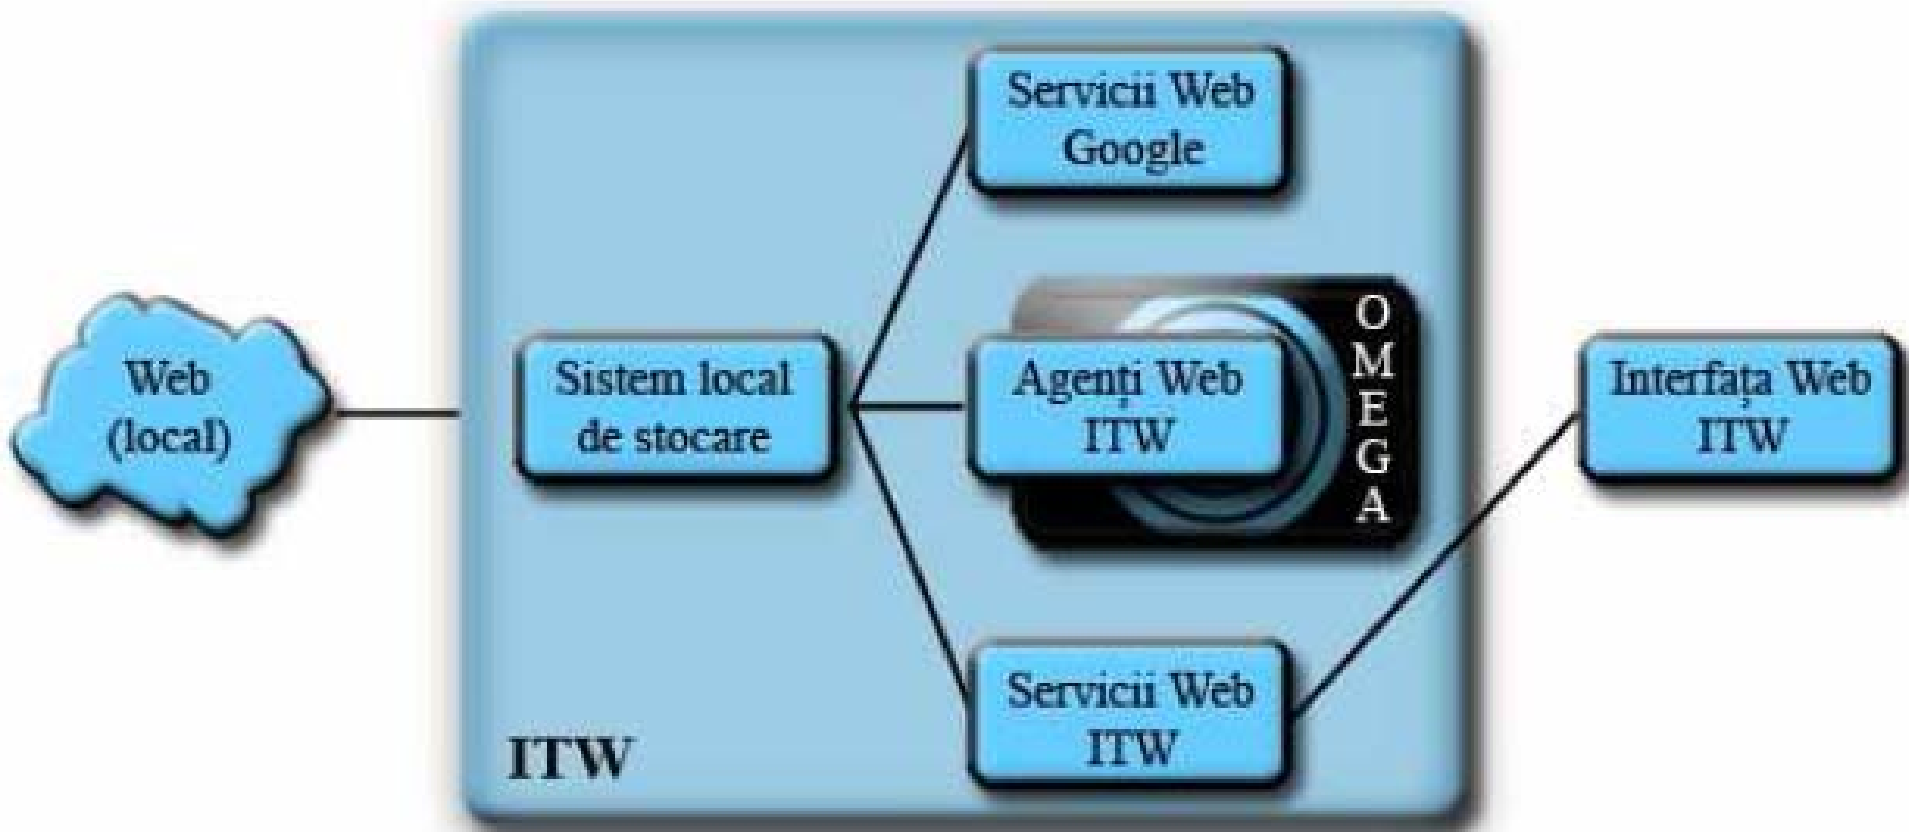 Servicii Web
Google
Web
(local)
Sistem local
de stocare
Agenți Web
ITW
OMEGA
Interfața Web
ITW
Servicii Web
ITW
ITW